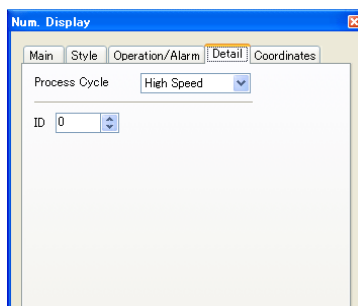 Num. Display
Main Style Operation/Alarm Detail Coordinates
Process Cycle High Speed
ID 0